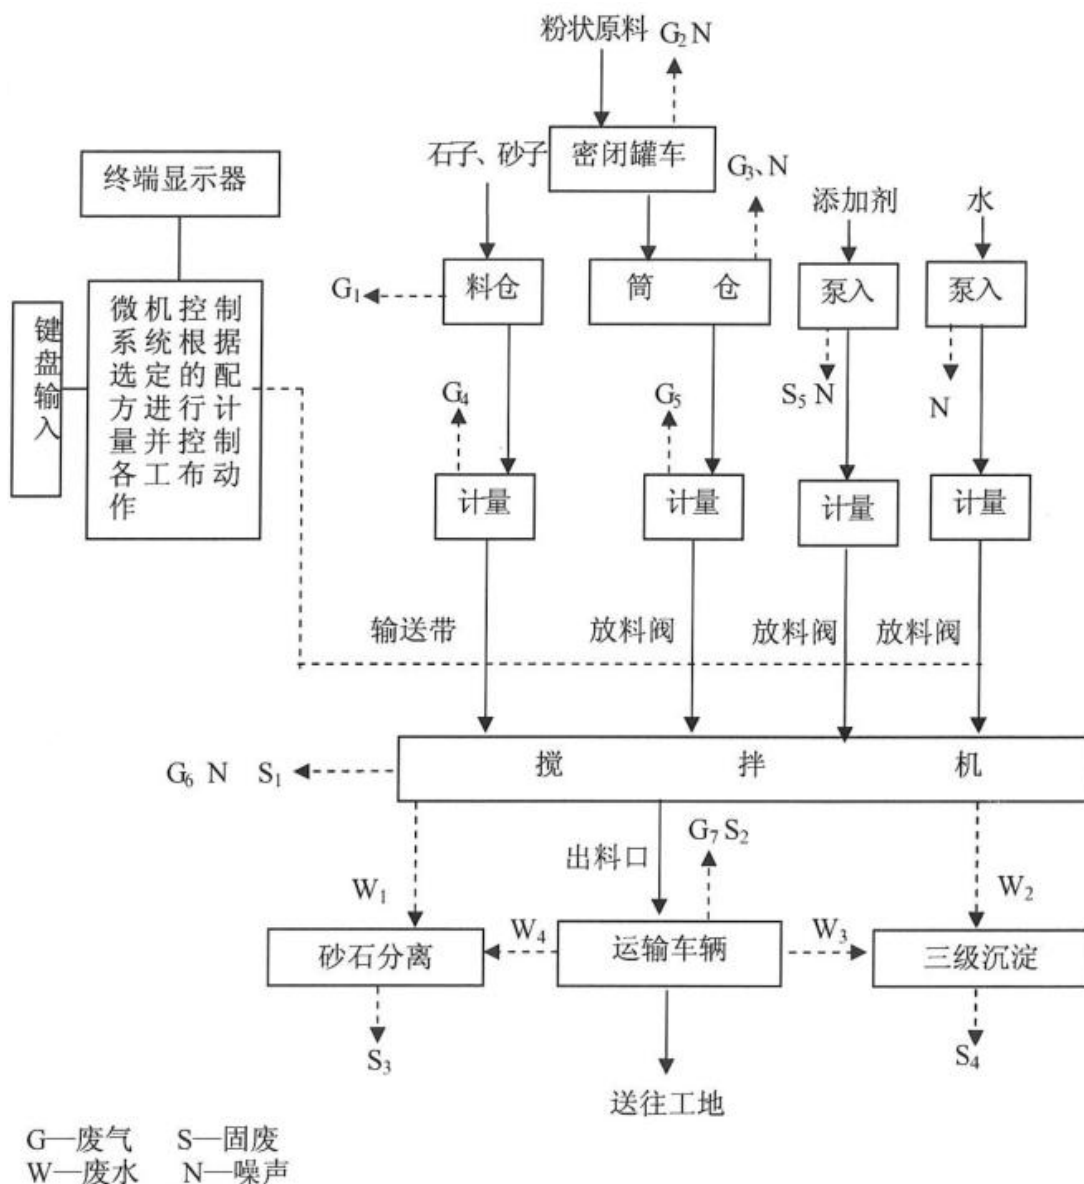 粉状原料
G₂ N
石子、砂子
密闭罐车
G₃、N
终端显示器
添加剂
水
G₁
料仓
筒 仓
泵入
泵入
键盘输入
微机控制
系统根据
选定的配
方进行计
量并控制
各工布动
作
G₄
G₅
S₅ N
N
计量
计量
计量
计量
输送带
放料阀
放料阀
放料阀
G₆ N S₁
搅 拌 机
出料口
G₇ S₂
W₁
W₂
砂石分离
W₄
运输车辆
W₃
三级沉淀
S₃
S₄
送往工地
G—废气 S—固废
W—废水 N—噪声